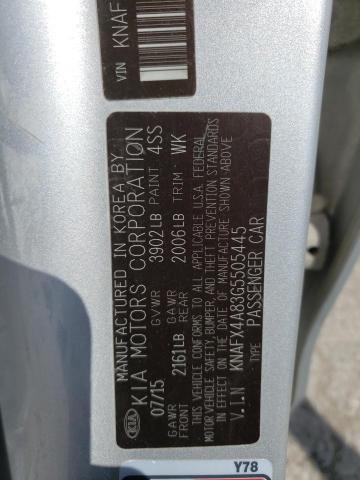 VIN KNAF
MANUFACTURED IN KOREA BY
KIA KIA MOTORS CORPORATION
07/15 GVWR 3902LB PAINT 4SS
GAWR FRONT 2161LB GAWR REAR 2006LB TRIM WK
THIS VEHICLE CONFORMS TO ALL APPLICABLE U.S.A. FEDERAL
MOTOR VEHICLE SAFETY, BUMPER, AND THEFT PREVENTION STANDARDS
IN EFFECT ON THE DATE OF MANUFACTURE SHOWN ABOVE
V.I.N KNAFX4A83G5505445
TYPE PASSENGER CAR
Y78